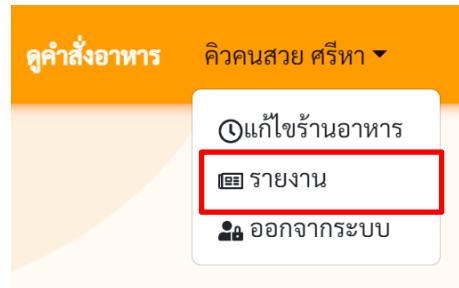 ดูคำสั่งอาหาร คิวคนสวย ศรีหา
แก้ไขร้านอาหาร
รายงาน
ออกจากระบบ